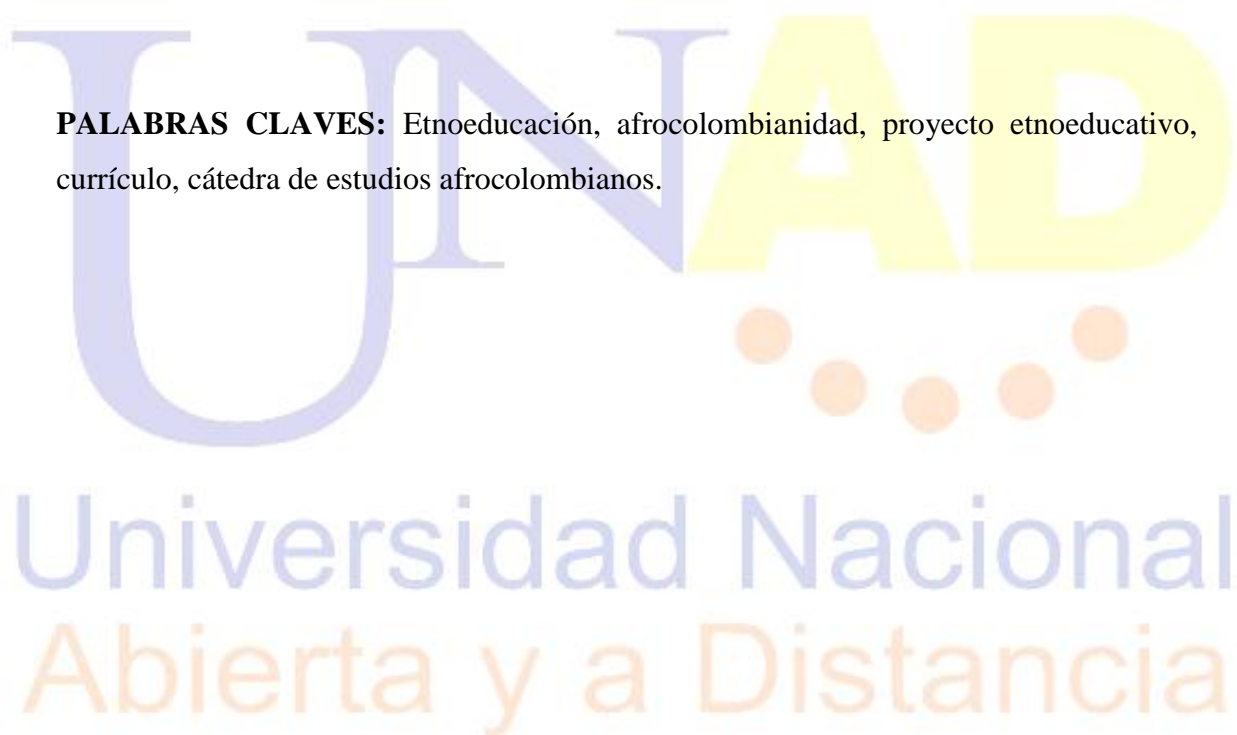 PALABRAS CLAVES: Etnoeducación, afrocolombianidad, proyecto etnoeducativo,
currículo, cátedra de estudios afrocolombianos.
UNAD
Universidad Nacional
Abierta y a Distancia